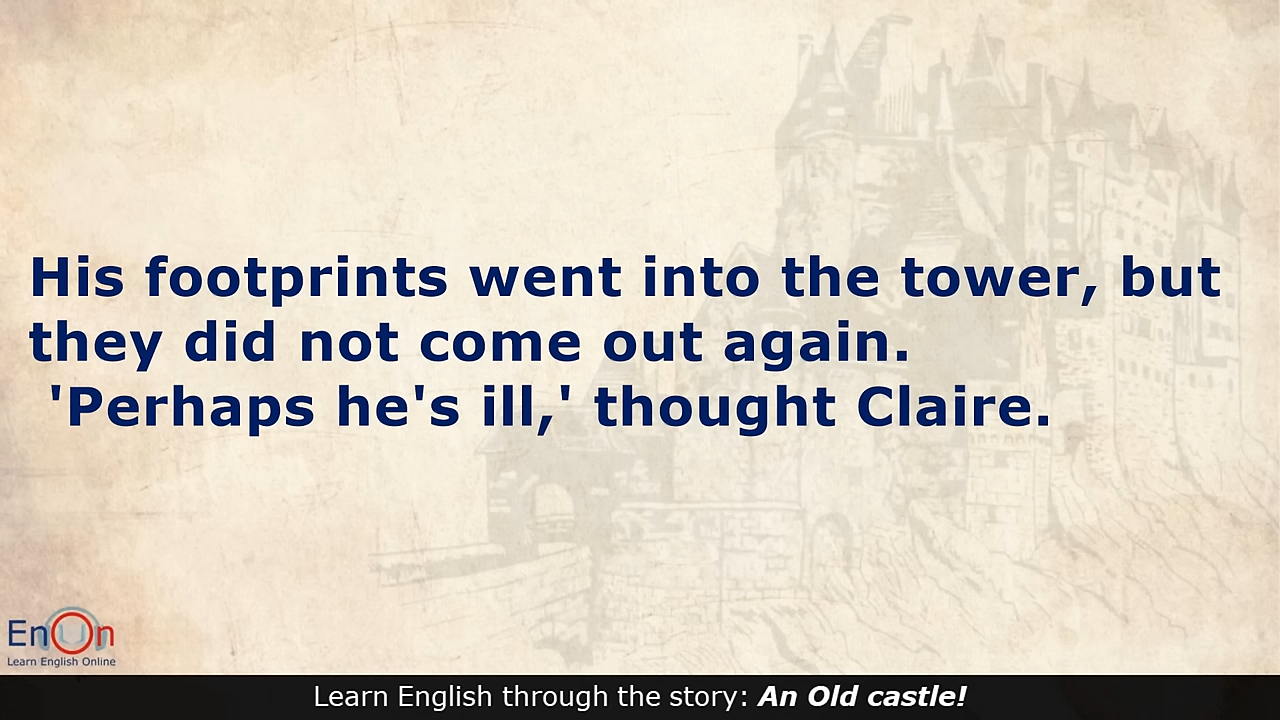 His footprints went into the tower, but
they did not come out again.
'Perhaps he's ill,' thought Claire.
EnOn
Learn English Online
Learn English through the story: An Old castle!